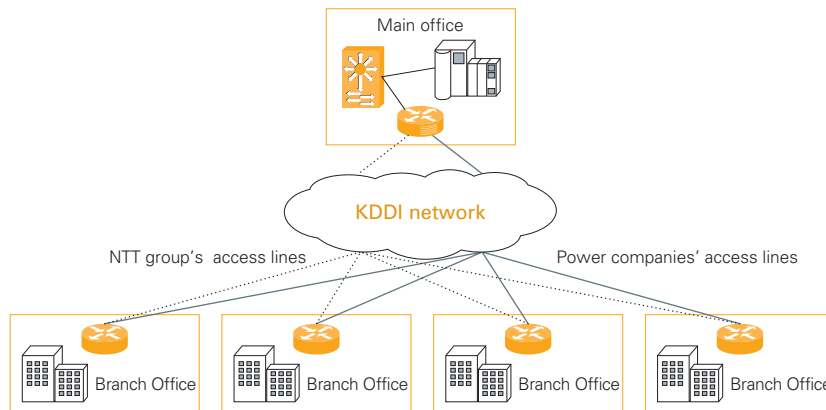 Main office
KDDI network
NTT group's access lines
Power companies' access lines
Branch Office
Branch Office
Branch Office
Branch Office